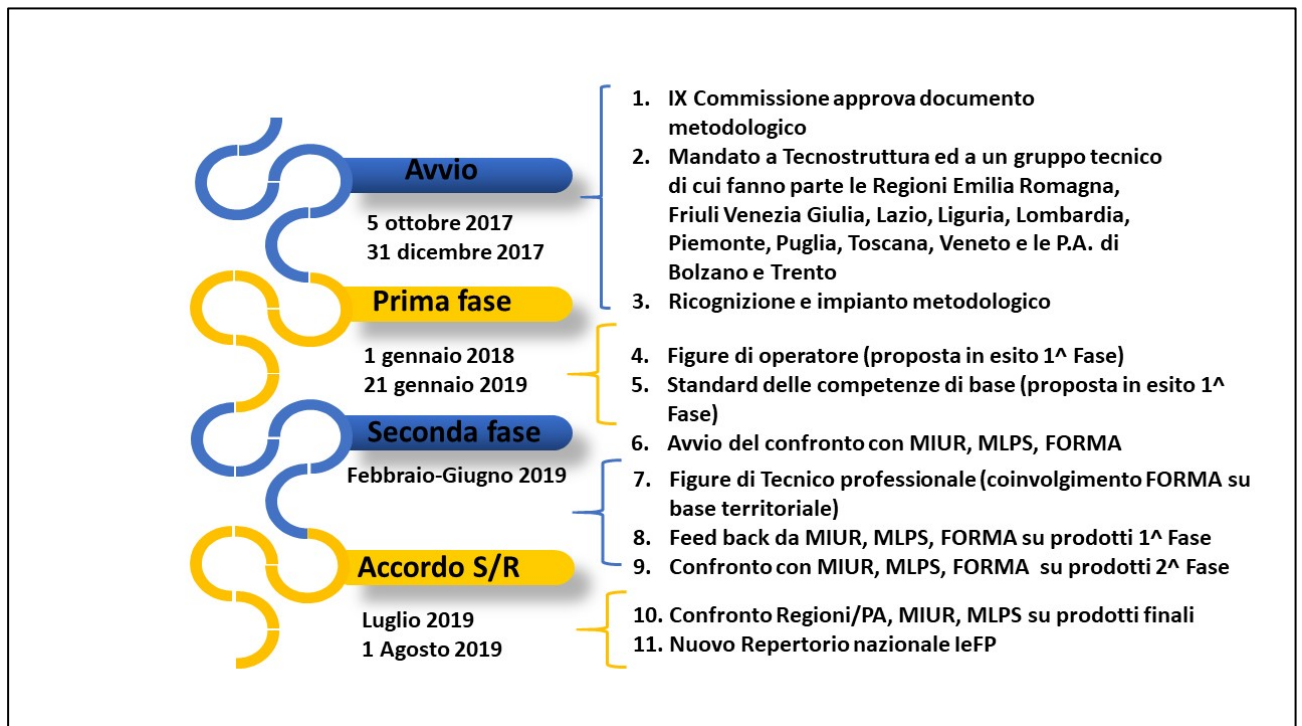 Avvio
5 ottobre 2017
31 dicembre 2017
1. IX Commissione approva documento
metodologico
2. Mandato a Tecnostruttura ed a un gruppo tecnico
di cui fanno parte le Regioni Emilia Romagna,
Friuli Venezia Giulia, Lazio, Liguria, Lombardia,
Piemonte, Puglia, Toscana, Veneto e le P.A. di
Bolzano e Trento
3. Ricognizione e impianto metodologico
Prima fase
1 gennaio 2018
21 gennaio 2019
4. Figure di operatore (proposta in esito 1^ Fase)
5. Standard delle competenze di base (proposta in esito 1^
Fase)
6. Avvio del confronto con MIUR, MLPS, FORMA
Seconda fase
Febbraio-Giugno 2019
7. Figure di Tecnico professionale (coinvolgimento FORMA su
base territoriale)
8. Feed back da MIUR, MLPS, FORMA su prodotti 1^ Fase
9. Confronto con MIUR, MLPS, FORMA su prodotti 2^ Fase
Accordo S/R
Luglio 2019
1 Agosto 2019
10. Confronto Regioni/PA, MIUR, MLPS su prodotti finali
11. Nuovo Repertorio nazionale IeFP